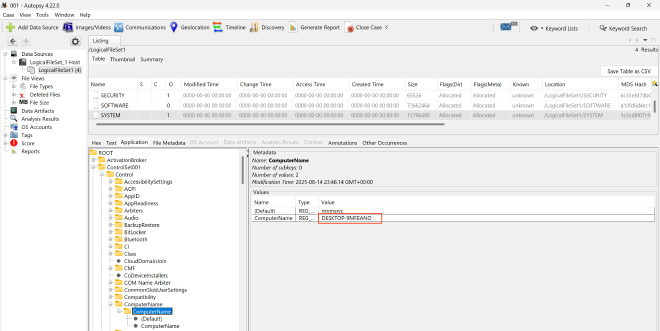 001 - Autopsy 4.22.0
Case View Tools Window Help
Add Data Source Images/Videos Communications Geolocation Timeline Discovery Generate Report Close Case Keyword Lists Keyword Search
Data Sources
LogicalFileSet_1 Host
LogicalFileSet1 (4)
File Views
File Types
Deleted Files
MB File Size
Data Artifacts
Analysis Results
OS Accounts
Tags
Score
Reports
Listing
/LogicalFileSet1
4 Results
Table Thumbnail Summary
Save Table as CSV
Name S C O Modified Time Change Time Access Time Created Time Size Flags(Dir) Flags(Meta) Known Location MD5 Hash
SECURITY 1 0000-00-00 00:00:00 0000-00-00 00:00:00 0000-00-00 00:00:00 0000-00-00 00:00:00 65536 Allocated Allocated unknown /LogicalFileSet1/SECURITY
SOFTWARE 0 0000-00-00 00:00:00 0000-00-00 00:00:00 0000-00-00 00:00:00 0000-00-00 00:00:00 73662464 Allocated Allocated unknown /LogicalFileSet1/SOFTWARE
SYSTEM 1 0000-00-00 00:00:00 0000-00-00 00:00:00 0000-00-00 00:00:00 0000-00-00 00:00:00 11796480 Allocated Allocated unknown /LogicalFileSet1/SYSTEM
Hex Text Application File Metadata OS Account Data Artifacts Analysis Results Context Annotations Other Occurrences
ROOT
ActivationBroker
ControlSet001
Control
AccessibilitySettings
ACPI
AppID
AppReadiness
Arbiters
Audio
BackupRestore
BitLocker
Bluetooth
CI
Class
CloudDomainJoin
CMF
CoDeviceInstallers
COM Name Arbiter
CommonGlobUserSettings
Compatibility
ComputerName
ComputerName
(Default)
ComputerName
Metadata
Name: ComputerName
Number of subkeys: 0
Number of values: 2
Modification Time: 2025-08-14 23:46:14 GMT+00:00
Values
Name Type Value
(Default) REG_... mnmsrvc
ComputerName REG_... DESKTOP-9MFEANO